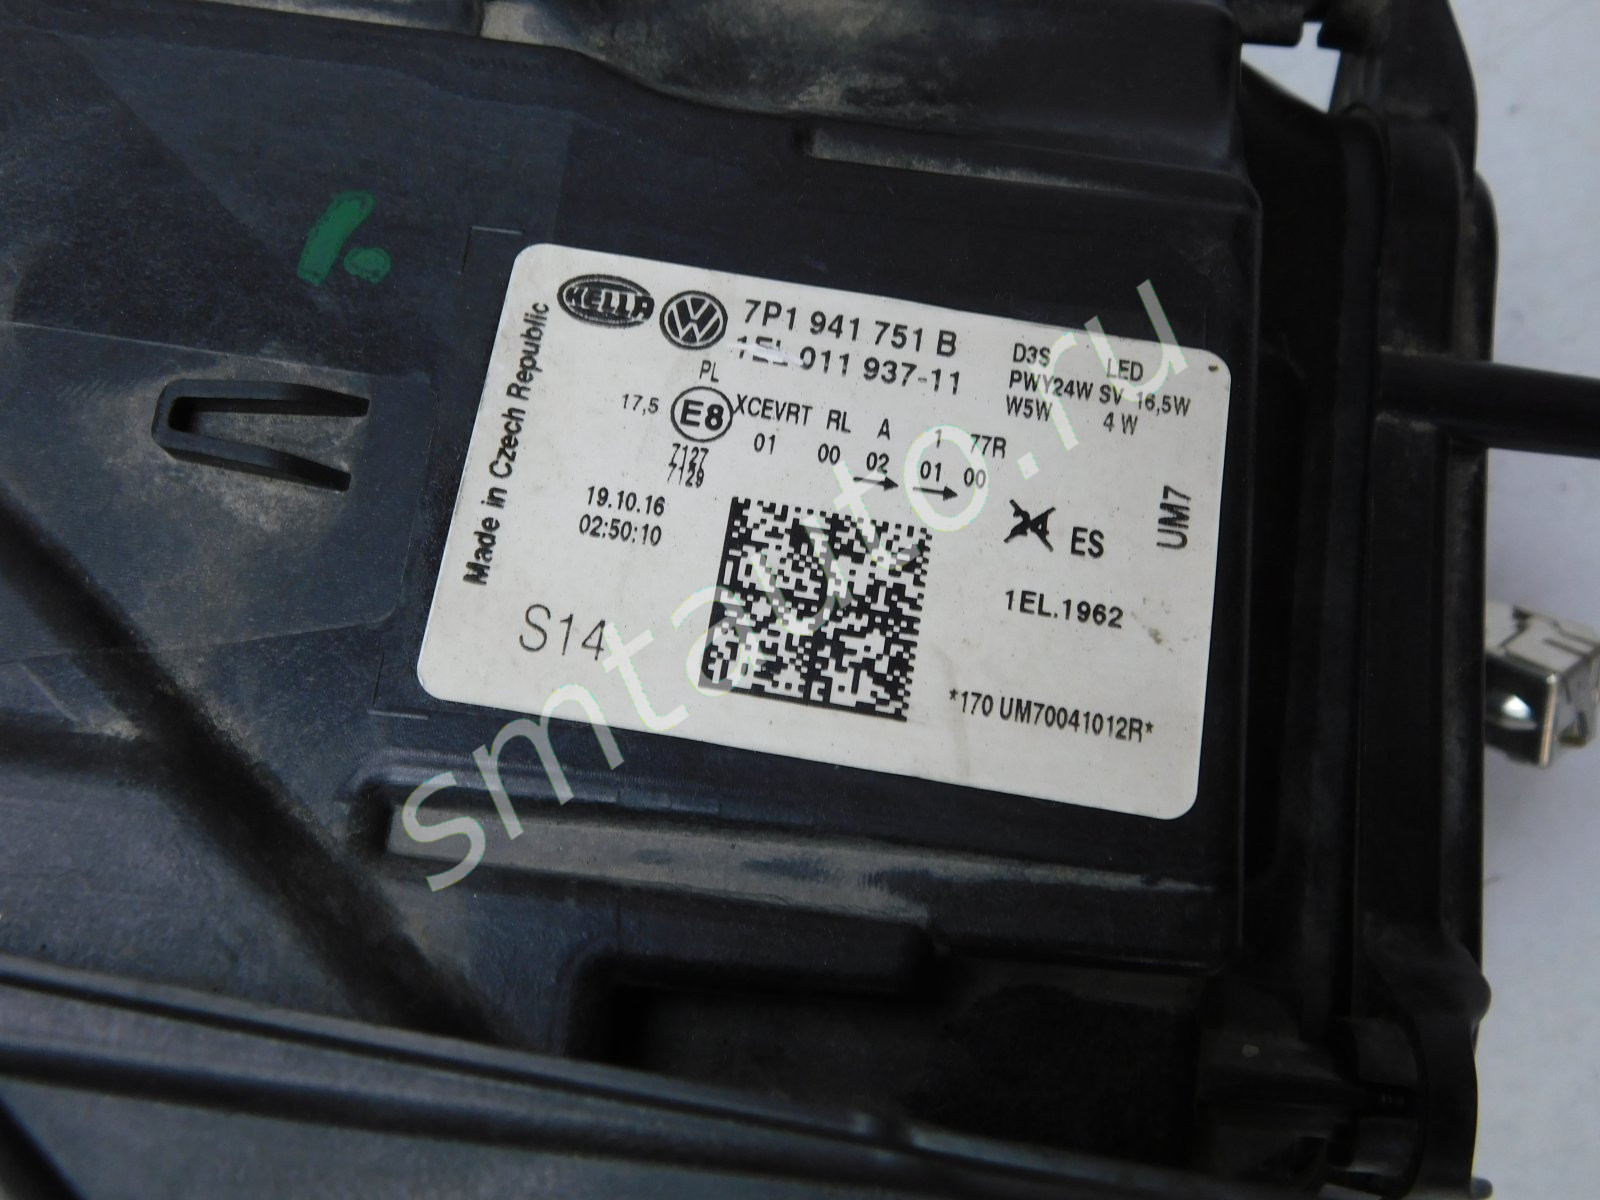 HELLA
7P1 941 751 B
1EL 011 937-11
D3S LED
PWY24W SV 16,5W
W5W 4 W
PL
17,5 E8 XCEVRT RL A 1 77R
01 00 02 01 00
7127
7129
19.10.16
02:50:10
Made in Czech Republic
24 ES
UM7
1EL.1962
S14
*170 UM70041012R*
smtauto.ru